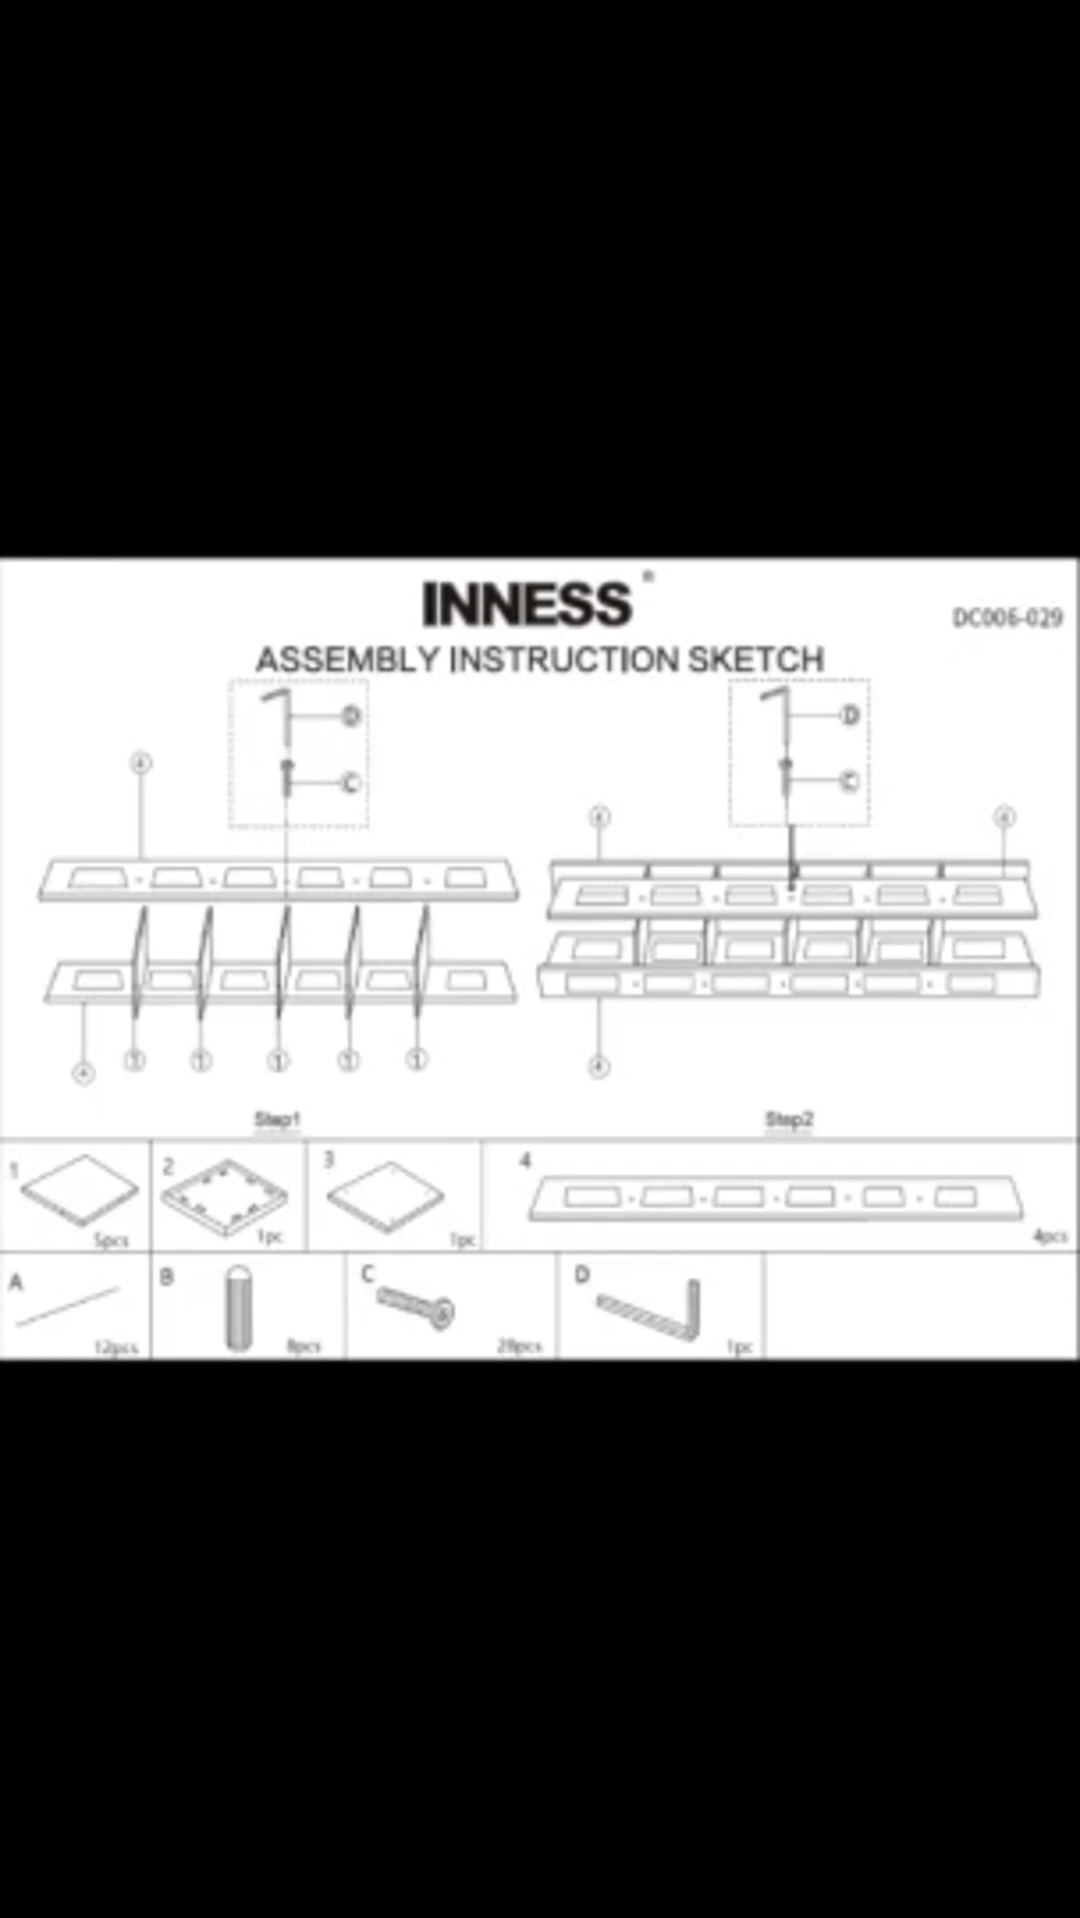 INNESS ®
DC006-029
ASSEMBLY INSTRUCTION SKETCH
D
D
C
C
4
4
4
4
1
1
1
1
1
4
Step1
Step2
1
5pcs
2
1pc
3
1pc
4
4pcs
A
12pcs
B
8pcs
C
28pcs
D
1pc